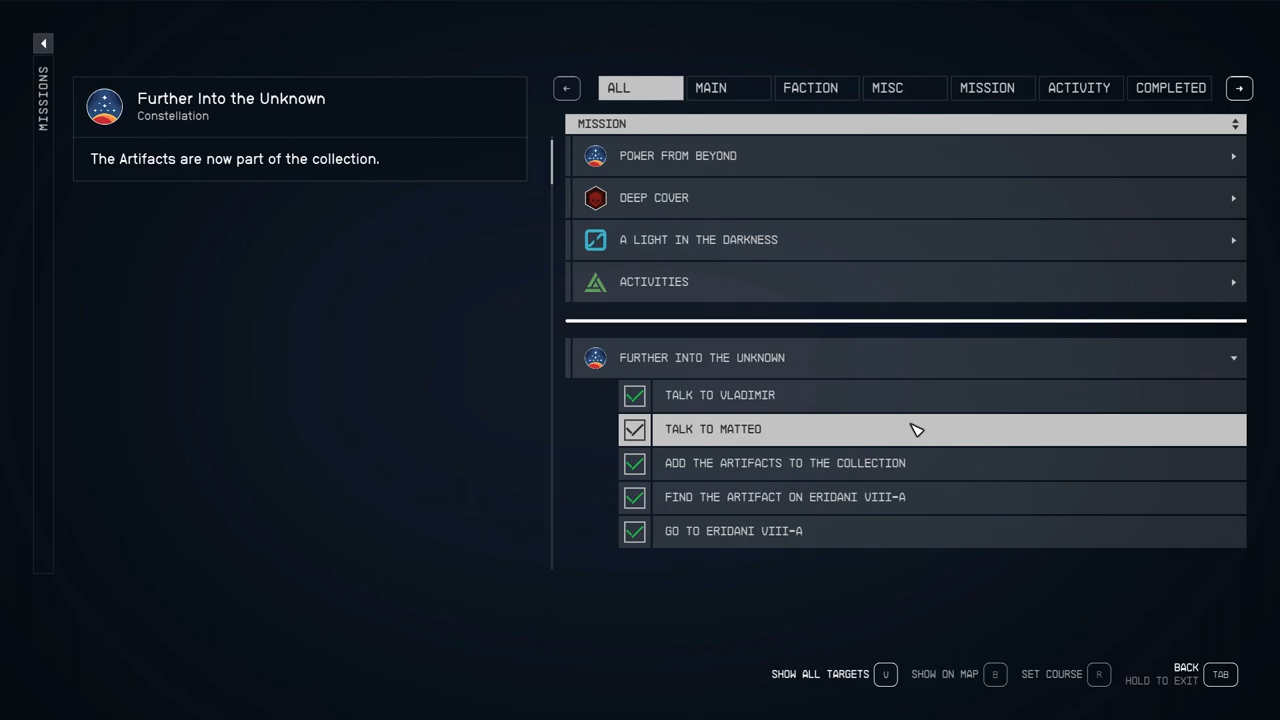 MISSIONS
Further Into the Unknown
Constellation
The Artifacts are now part of the collection.
ALL
MAIN
FACTION
MISC
MISSION
ACTIVITY
COMPLETED
MISSION
POWER FROM BEYOND
DEEP COVER
A LIGHT IN THE DARKNESS
ACTIVITIES
FURTHER INTO THE UNKNOWN
TALK TO VLADIMIR
TALK TO MATTEO
ADD THE ARTIFACTS TO THE COLLECTION
FIND THE ARTIFACT ON ERIDANI VIII-A
GO TO ERIDANI VIII-A
SHOW ALL TARGETS V
SHOW ON MAP B
SET COURSE R
BACK
HOLD TO EXIT
TAB